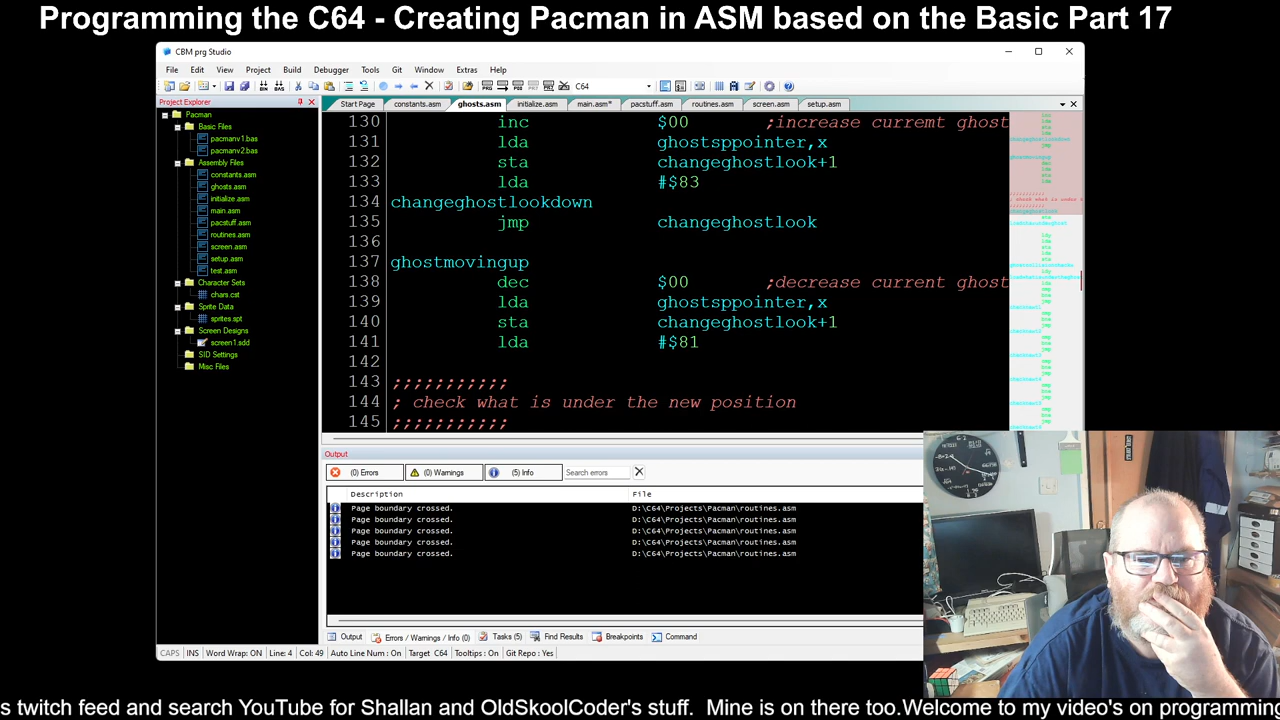 Programming the C64 - Creating Pacman in ASM based on the Basic Part 17
CBM prg Studio
File Edit View Project Build Debugger Tools Git Window Extras Help
C64
Project Explorer
Start Page constants.asm ghosts.asm initialize.asm main.asm* pacstuff.asm routines.asm screen.asm setup.asm
Pacman
Basic Files
pacmanv1.bas
pacmanv2.bas
Assembly Files
constants.asm
ghosts.asm
initialize.asm
main.asm
pacstuff.asm
routines.asm
screen.asm
setup.asm
test.asm
Character Sets
chars.cst
Sprite Data
sprites.spt
Screen Designs
screen1.sdd
SID Settings
Misc Files
130 inc $00 ;increase curremt ghost
131 lda ghostsppointer,x
132 sta changeghostlook+1
133 lda #$83
134 changeghostlookdown
135 jmp changeghostlook
136
137 ghostmovingup
138 dec $00 ;decrease current ghost
139 lda ghostsppointer,x
140 sta changeghostlook+1
141 lda #$81
142
143 ;;;;;;;;;;;
144 ; check what is under the new position
145 ;;;;;;;;;;;
Output
(0) Errors (0) Warnings (5) Info Search errors
Description File
Page boundary crossed. D:\C64\Projects\Pacman\routines.asm
Page boundary crossed. D:\C64\Projects\Pacman\routines.asm
Page boundary crossed. D:\C64\Projects\Pacman\routines.asm
Page boundary crossed. D:\C64\Projects\Pacman\routines.asm
Page boundary crossed. D:\C64\Projects\Pacman\routines.asm
Output Errors / Warnings / Info (0) Tasks (5) Find Results Breakpoints Command
CAPS INS Word Wrap: ON Line: 4 Col: 49 Auto Line Num : On Target C64 Tooltips : On Git Repo : Yes
s twitch feed and search YouTube for Shallan and OldSkoolCoder's stuff. Mine is on there too.Welcome to my video's on programming